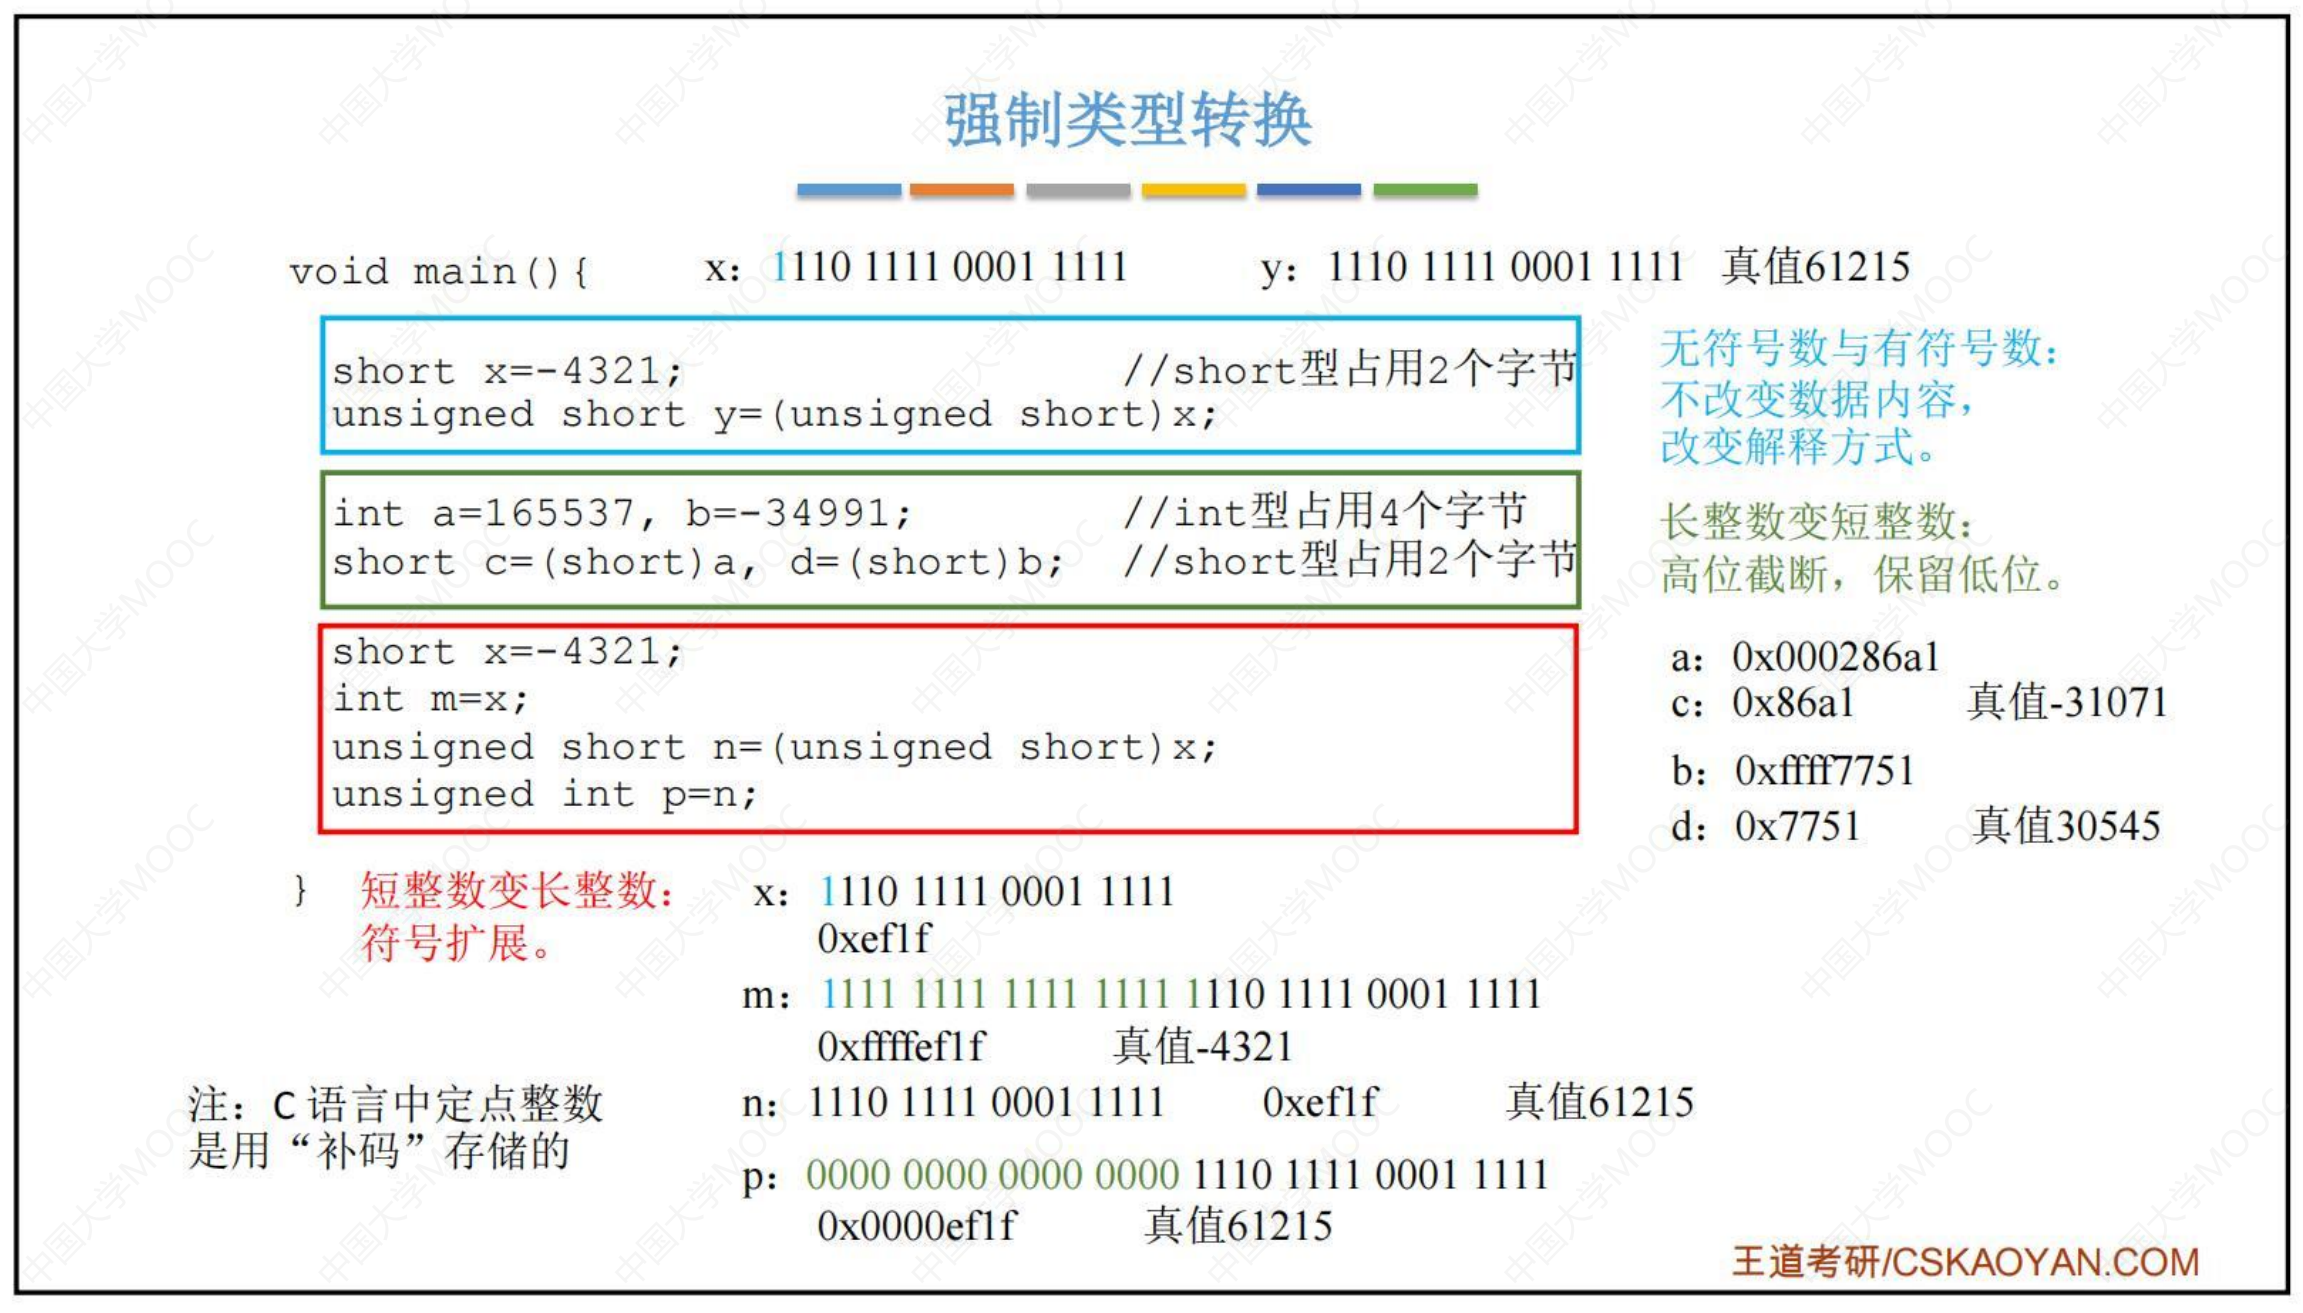 强制类型转换
void main(){ x：1110 1111 0001 1111 y：1110 1111 0001 1111 真值61215
short x=-4321; //short型占用2个字节
unsigned short y=(unsigned short)x;
无符号数与有符号数：
不改变数据内容，
改变解释方式。
int a=165537, b=-34991; //int型占用4个字节
short c=(short)a, d=(short)b; //short型占用2个字节
长整数变短整数：
高位截断，保留低位。
short x=-4321;
int m=x;
unsigned short n=(unsigned short)x;
unsigned int p=n;
a：0x000286a1
c：0x86a1 真值-31071
b：0xffff7751
d：0x7751 真值30545
}
短整数变长整数：
符号扩展。
x：1110 1111 0001 1111
0xef1f
m：1111 1111 1111 1111 1110 1111 0001 1111
0xffffef1f 真值-4321
n：1110 1111 0001 1111 0xef1f 真值61215
p：0000 0000 0000 0000 1110 1111 0001 1111
0x0000ef1f 真值61215
注：C 语言中定点整数
是用“补码”存储的
王道考研/CSKAOYAN.COM
中国大学MOOC